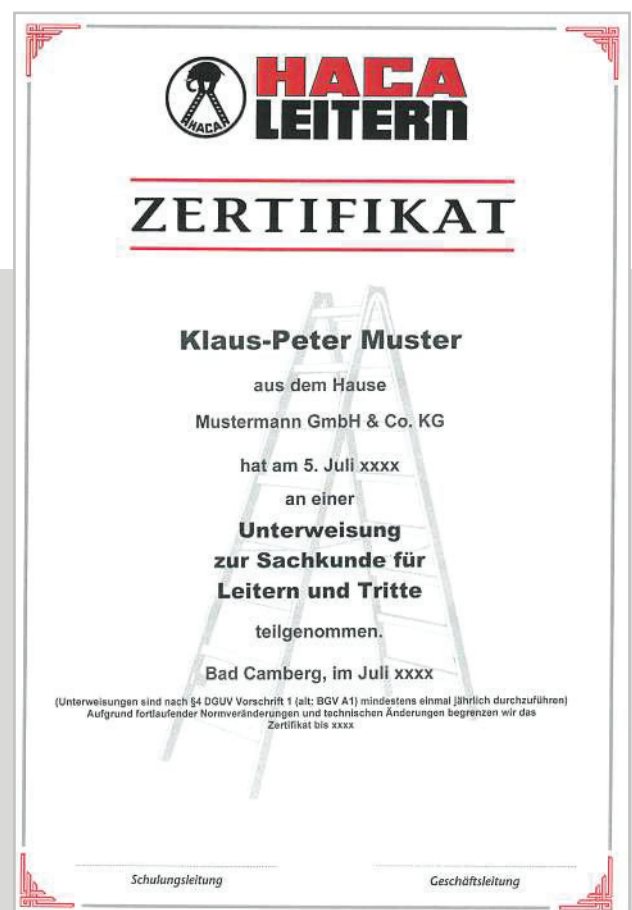 HACA
HACA
LEITERN
ZERTIFIKAT
Klaus-Peter Muster
aus dem Hause
Mustermann GmbH & Co. KG
hat am 5. Juli xxxx
an einer
Unterweisung
zur Sachkunde für
Leitern und Tritte
teilgenommen.
Bad Camberg, im Juli xxxx
(Unterweisungen sind nach §4 DGUV Vorschrift 1 (alt: BGV A1) mindestens einmal jährlich durchzuführen)
Aufgrund fortlaufender Normveränderungen und technischen Änderungen begrenzen wir das
Zertifikat bis xxxx
Schulungsleitung Geschäftsleitung